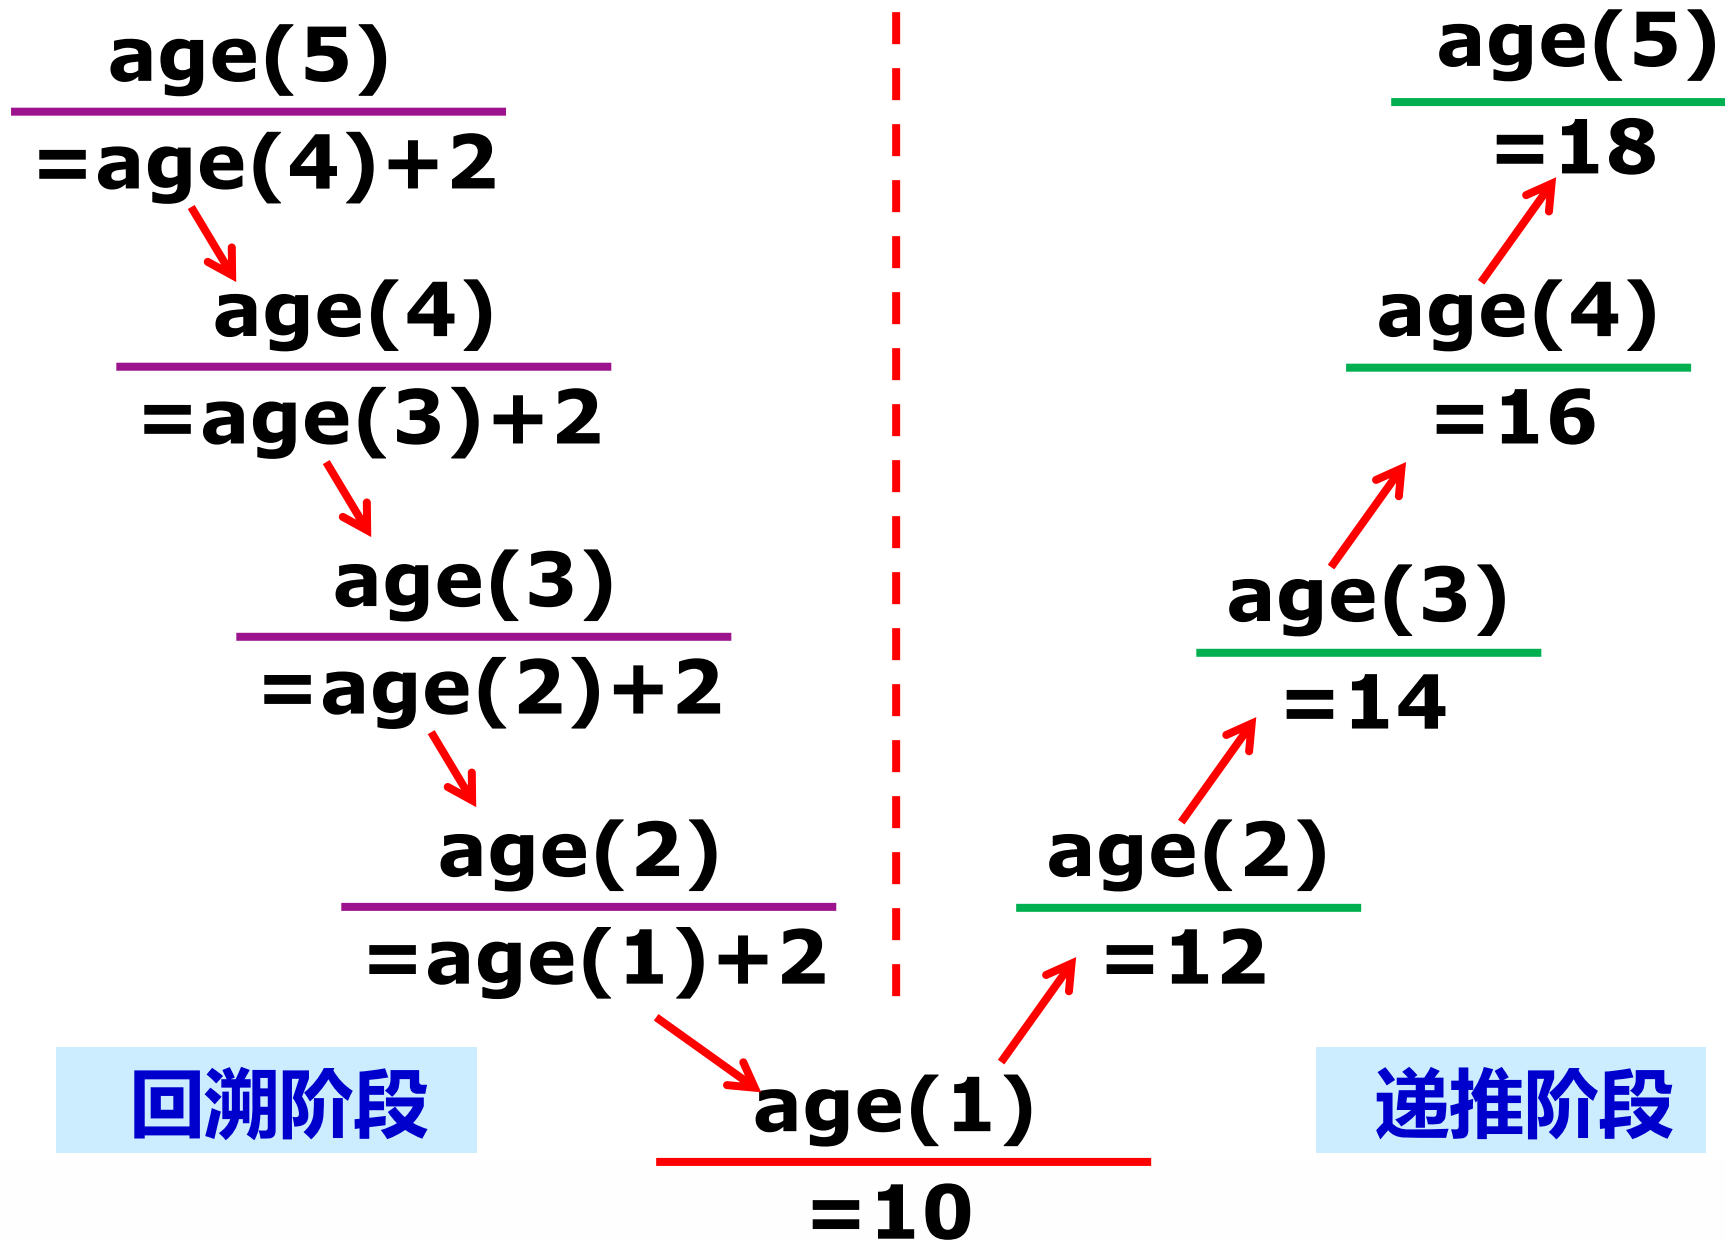 age(5)
=age(4)+2
age(4)
=age(3)+2
age(3)
=age(2)+2
age(2)
=age(1)+2
age(1)
=10
age(2)
=12
age(3)
=14
age(4)
=16
age(5)
=18
回溯阶段
递推阶段